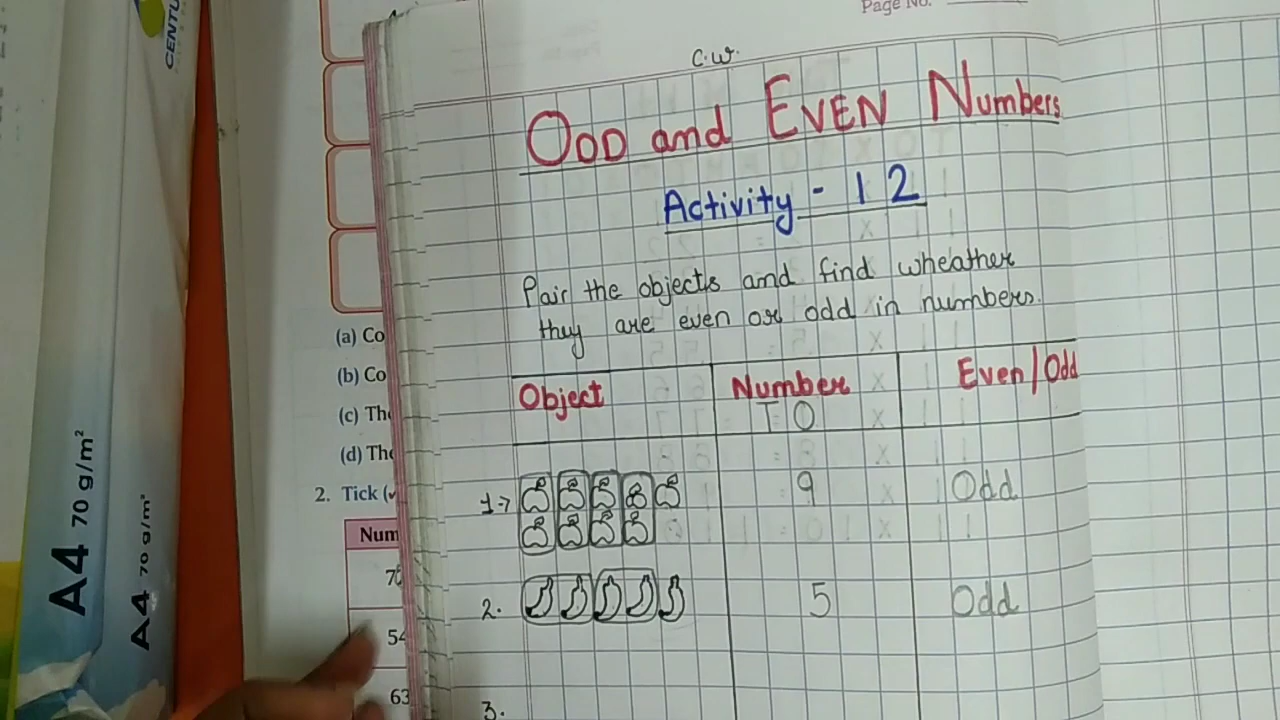 Page No.
CENTU
C.W.
Odd and Even Numbers
Activity - 12
Pair the objects and find wheather
they are even or odd in numbers.
Object Number Even/Odd
T O
1→ 9 Odd
2. 5 Odd
3.
(a) Co
(b) Co
(c) Th
(d) The
2. Tick (✓
Num
70
54
63
A4 70 g/m²
A4 70 g/m²